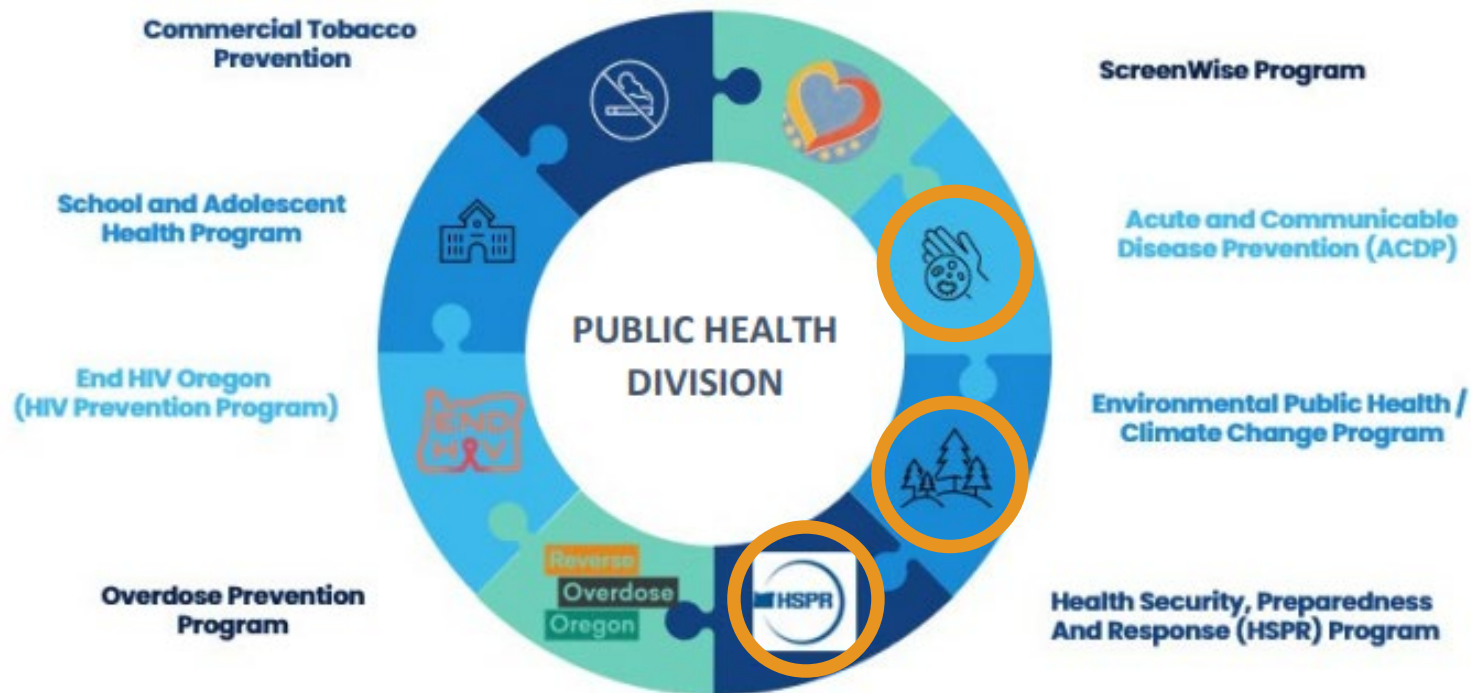 Commercial Tobacco
Prevention
ScreenWise Program
School and Adolescent
Health Program
Acute and Communicable
Disease Prevention (ACDP)
PUBLIC HEALTH
DIVISION
End HIV Oregon
(HIV Prevention Program)
END
HIV
Environmental Public Health /
Climate Change Program
Reverse
Overdose
Oregon
HSPR
Overdose Prevention
Program
Health Security, Preparedness
And Response (HSPR) Program